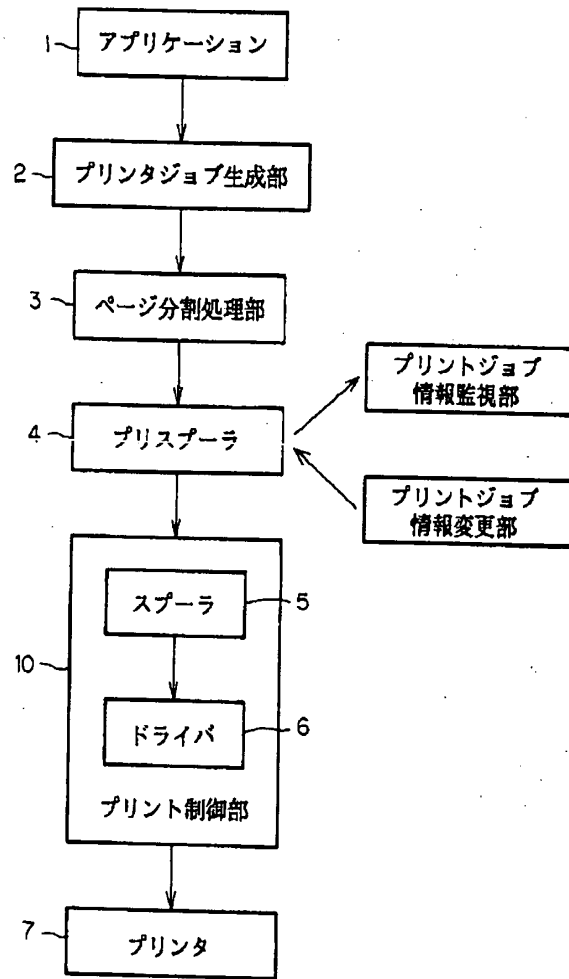 1 アプリケーション
2 プリンタジョブ生成部
3 ページ分割処理部
プリントジョブ
情報監視部
4 プリスプーラ
プリントジョブ
情報変更部
スプーラ 5
10
ドライバ 6
プリント制御部
7 プリンタ